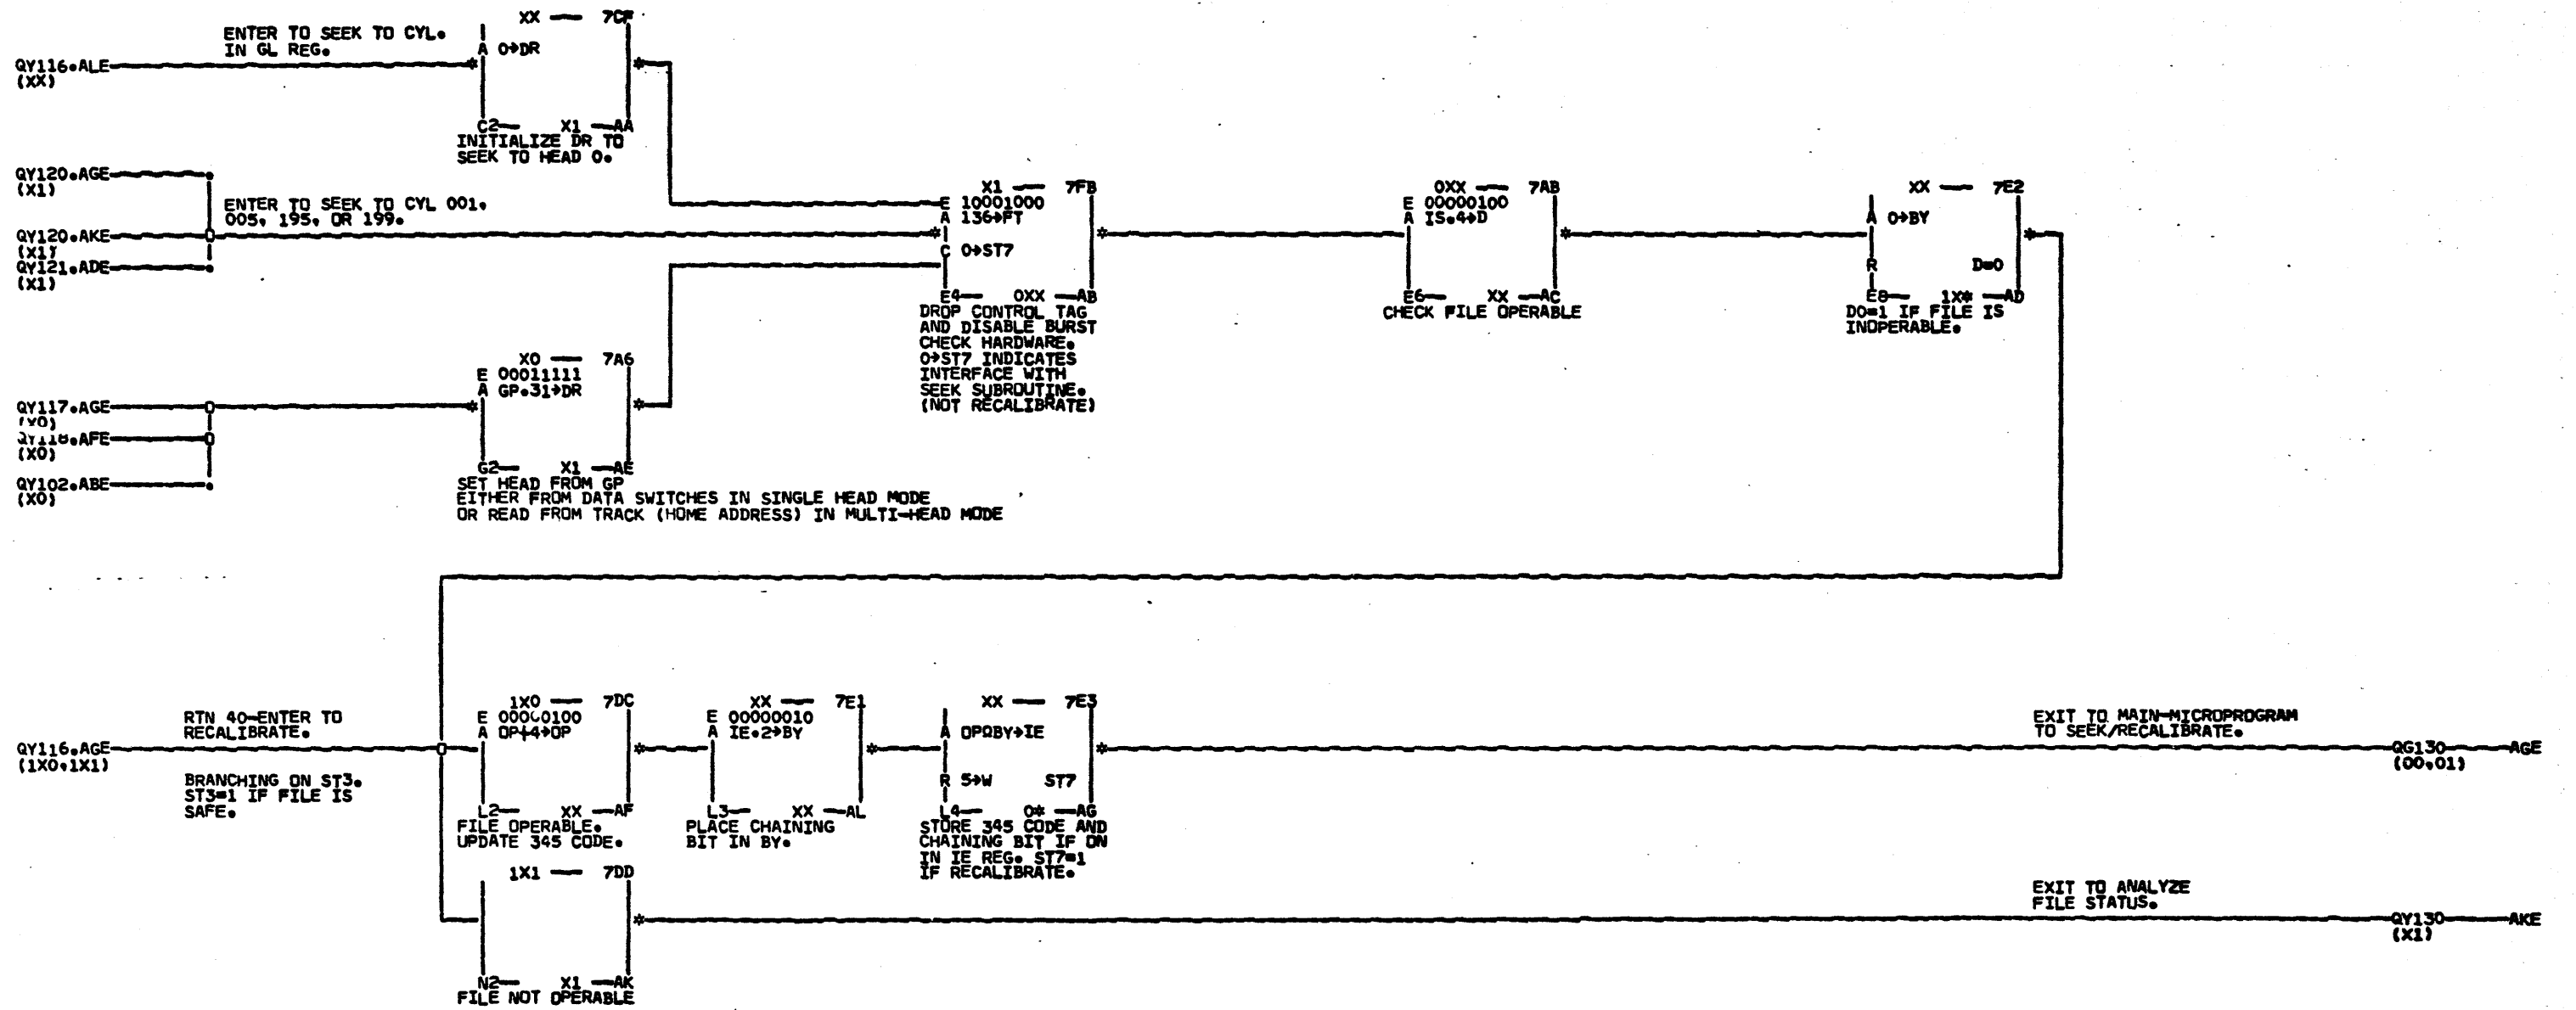 XX — 7CF
ENTER TO SEEK TO CYL.
IN GL REG.
A 0→DR
QY116.ALE
(XX)
C2— X1 —AA
INITIALIZE DR TO
SEEK TO HEAD 0.
QY120.AGE
(X1)
ENTER TO SEEK TO CYL 001,
005, 195, OR 199.
QY120.AKE
(X1)
QY121.ADE
(X1)
X1 — 7FB
E 10001000
A 136→FT
C 0→ST7
E4— 0XX —AB
DROP CONTROL TAG
AND DISABLE BURST
CHECK HARDWARE.
0→ST7 INDICATES
INTERFACE WITH
SEEK SUBROUTINE.
(NOT RECALIBRATE)
0XX — 7AB
E 00000100
A IS.4→D
E6— XX —AC
CHECK FILE OPERABLE
XX — 7E2
A 0→BY
R D=0
E8— 1X* —AD
D0=1 IF FILE IS
INOPERABLE.
X0 — 7A6
E 00011111
A GP.31→DR
QY117.AGE
(X0)
QY118.AFE
(X0)
QY102.ABE
(X0)
G2— X1 —AE
SET HEAD FROM GP
EITHER FROM DATA SWITCHES IN SINGLE HEAD MODE
OR READ FROM TRACK (HOME ADDRESS) IN MULTI-HEAD MODE
RTN 40-ENTER TO
RECALIBRATE.
QY116.AGE
(1X0,1X1)
BRANCHING ON ST3.
ST3=1 IF FILE IS
SAFE.
1X0 — 7DC
E 00000100
A OP+4→OP
L2— XX —AF
FILE OPERABLE.
UPDATE 345 CODE.
XX — 7E1
E 00000010
A IE.2→BY
L3— XX —AL
PLACE CHAINING
BIT IN BY.
XX — 7E3
A OPΩBY→IE
R 5→W ST7
L4— 0* —AG
STORE 345 CODE AND
CHAINING BIT IF ON
IN IE REG. ST7=1
IF RECALIBRATE.
EXIT TO MAIN-MICROPROGRAM
TO SEEK/RECALIBRATE.
QG130—AGE
(00,01)
1X1 — 7DD
N2— X1 —AK
FILE NOT OPERABLE
EXIT TO ANALYZE
FILE STATUS.
QY130—AKE
(X1)